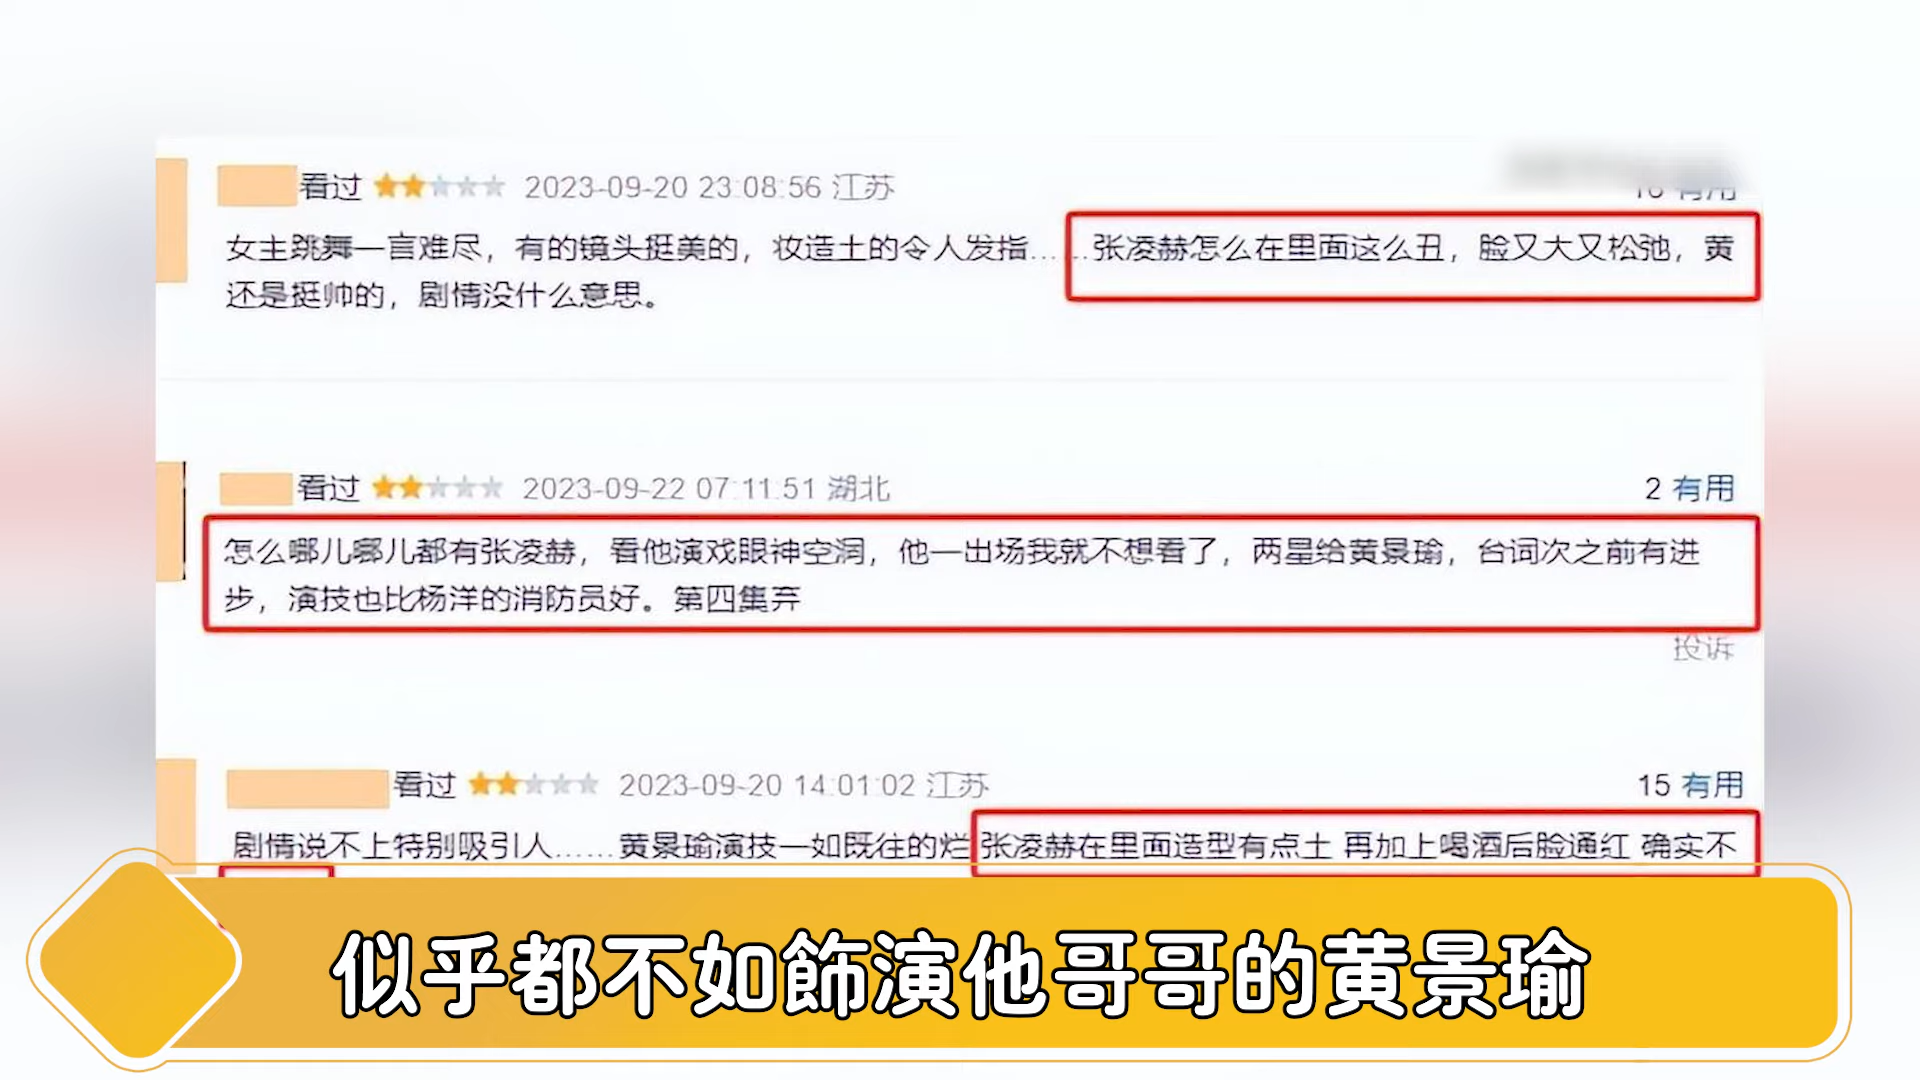 看过 2023-09-20 23:08:56 江苏 有用
女主跳舞一言难尽，有的镜头挺美的，妆造土的令人发指......张凌赫怎么在里面这么丑，脸又大又松弛，黄
还是挺帅的，剧情没什么意思。
看过 2023-09-22 07:11:51 湖北 2 有用
怎么哪儿哪儿都有张凌赫，看他演戏眼神空洞，他一出场我就不想看了，两星给黄景瑜，台词次之前有进
步，演技也比杨洋的消防员好。第四集弃
投诉
看过 2023-09-20 14:01:02 江苏 15 有用
剧情说不上特别吸引人......黄景瑜演技一如既往的烂 张凌赫在里面造型有点土 再加上喝酒后脸通红 确实不
似乎都不如飾演他哥哥的黄景瑜